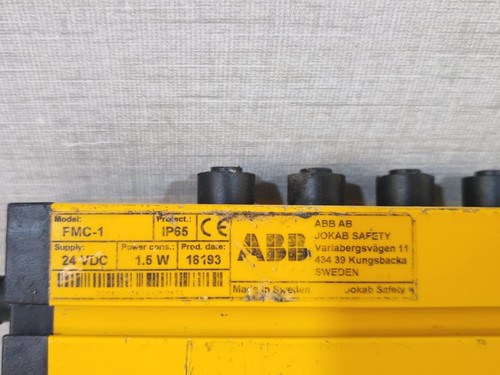 Model: Protect.:
FMC-1 IP65 CE
Supply: Power cons.: Prod. date:
24 VDC 1.5 W 16193
ABB
ABB AB
JOKAB SAFETY
Varlabergsvägen 11
434 39 Kungsbacka
SWEDEN
Made in Sweden Jokab Safety